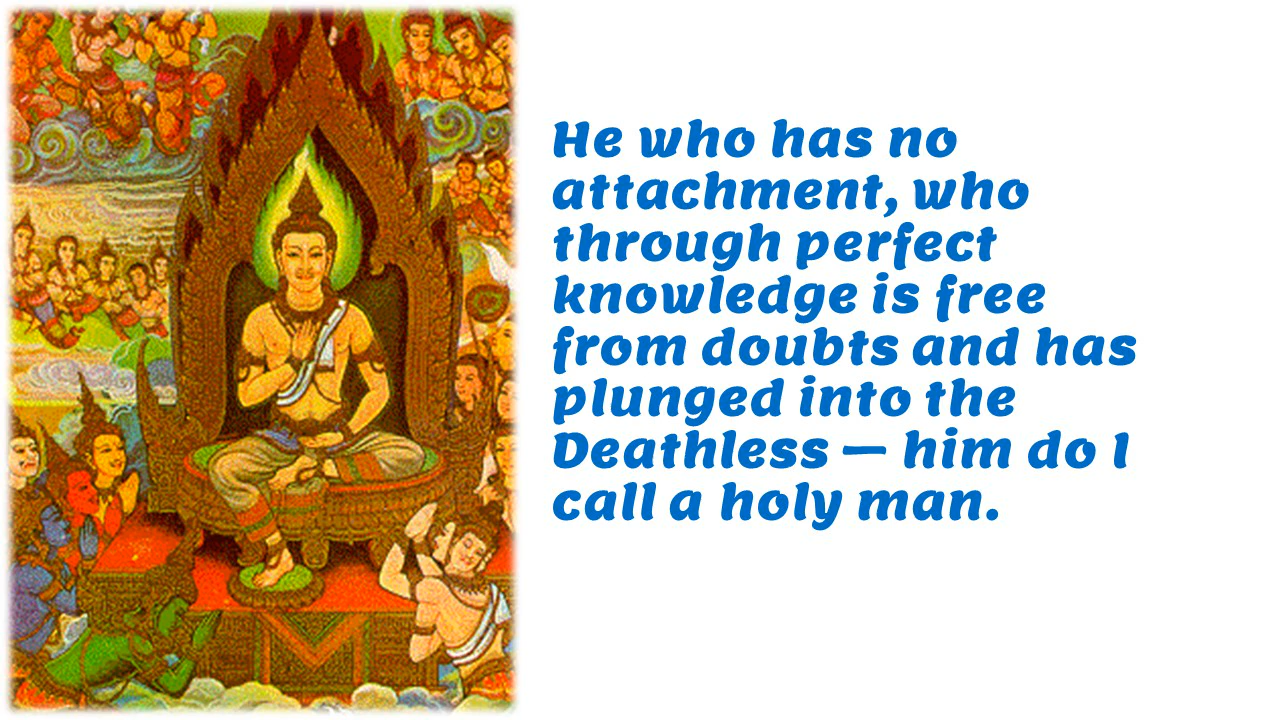 He who has no
attachment, who
through perfect
knowledge is free
from doubts and has
plunged into the
Deathless — him do I
call a holy man.